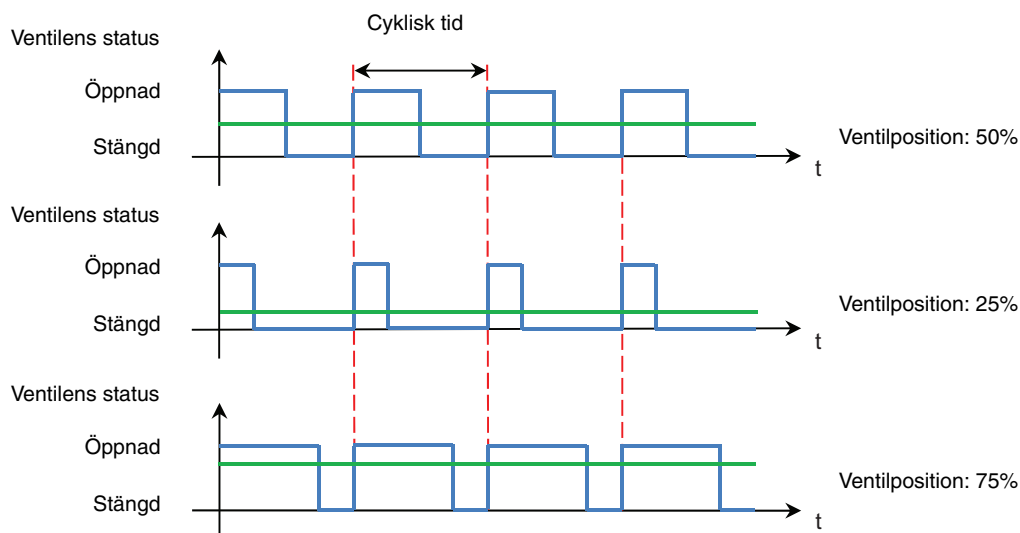 Cyklisk tid
Ventilens status
Öppnad
Stängd
t
Ventilposition: 50%
Ventilens status
Öppnad
Stängd
t
Ventilposition: 25%
Ventilens status
Öppnad
Stängd
t
Ventilposition: 75%